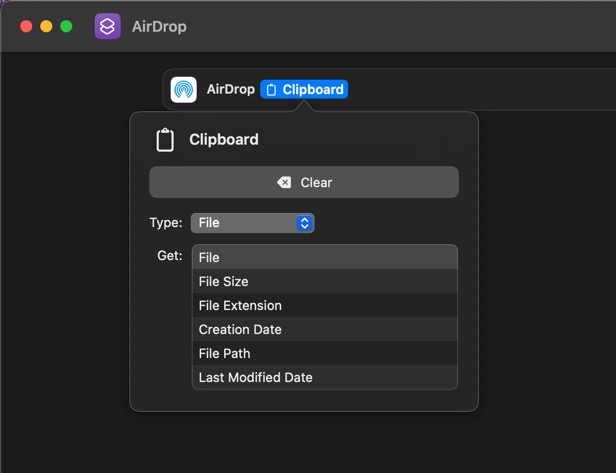 AirDrop
AirDrop Clipboard
Clipboard
Clear
Type: File
Get: File
File Size
File Extension
Creation Date
File Path
Last Modified Date